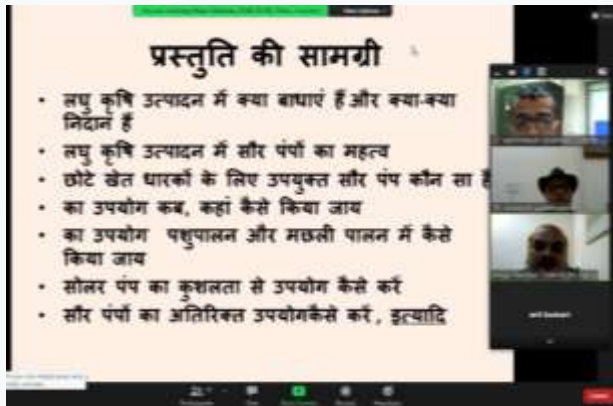 प्रस्तुति की सामग्री
• लघु कृषि उत्पादन में क्या बाधाएं हैं और क्या-क्या
निदान हैं
• लघु कृषि उत्पादन में सौर पंपों का महत्व
• छोटे खेत धारकों के लिए उपयुक्त सौर पंप कौन सा है
• का उपयोग कब, कहां कैसे किया जाय
• का उपयोग पशुपालन और मछली पालन में कैसे
किया जाय
• सोलर पंप का कुशलता से उपयोग कैसे करें
• सौर पंपों का अतिरिक्त उपयोगकैसे करें , इत्यादि